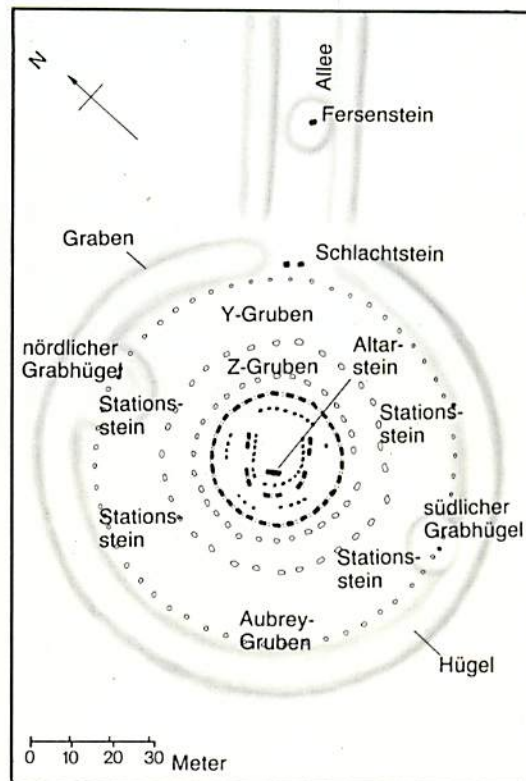 N
Allee
Fersenstein
Graben
Schlachtstein
Y-Gruben
nördlicher
Grabhügel
Z-Gruben
Altar-
stein
Stations-
stein
Stations-
stein
Stations-
stein
südlicher
Grabhügel
Stations-
stein
Aubrey-
Gruben
Hügel
0 10 20 30 Meter